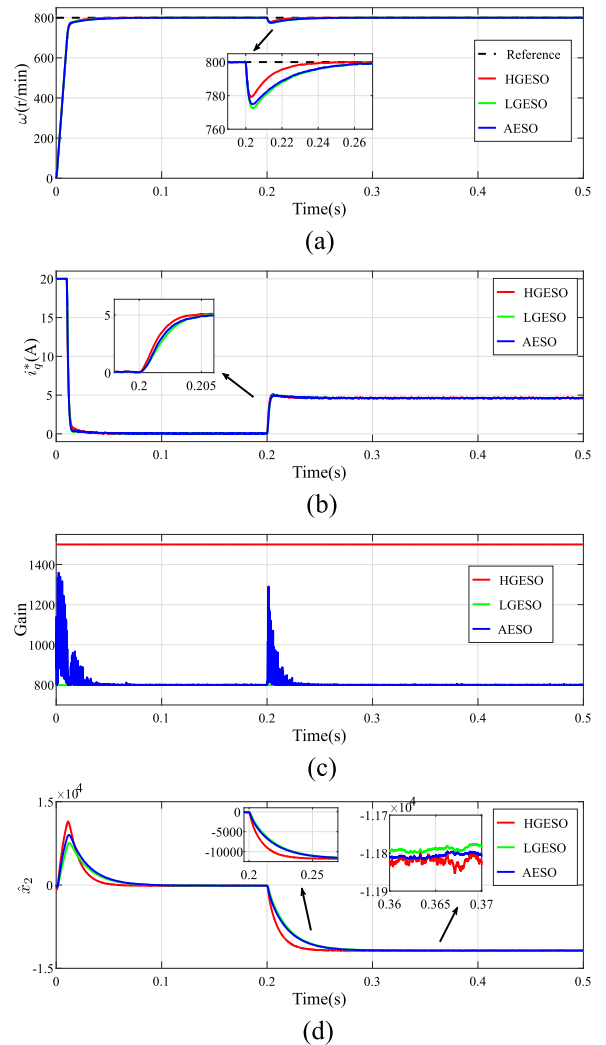 800
600
400
200
0
ω(r/min)
0
0.1
0.2
0.3
0.4
0.5
Time(s)
800
780
760
0.2
0.22
0.24
0.26
Reference
HGESO
LGESO
AESO
(a)
20
15
10
5
0
i*q(A)
0
0.1
0.2
0.3
0.4
0.5
Time(s)
5
0
0.2
0.205
HGESO
LGESO
AESO
(b)
1400
1200
1000
800
600
Gain
0
0.1
0.2
0.3
0.4
0.5
Time(s)
HGESO
LGESO
AESO
(c)
×10⁴
1.5
0
-1.5
x̂₂
0
0.1
0.2
0.3
0.4
0.5
Time(s)
0
-5000
-10000
0.2
0.25
×10⁴
-1.17
-1.18
-1.19
0.36
0.365
0.37
HGESO
LGESO
AESO
(d)